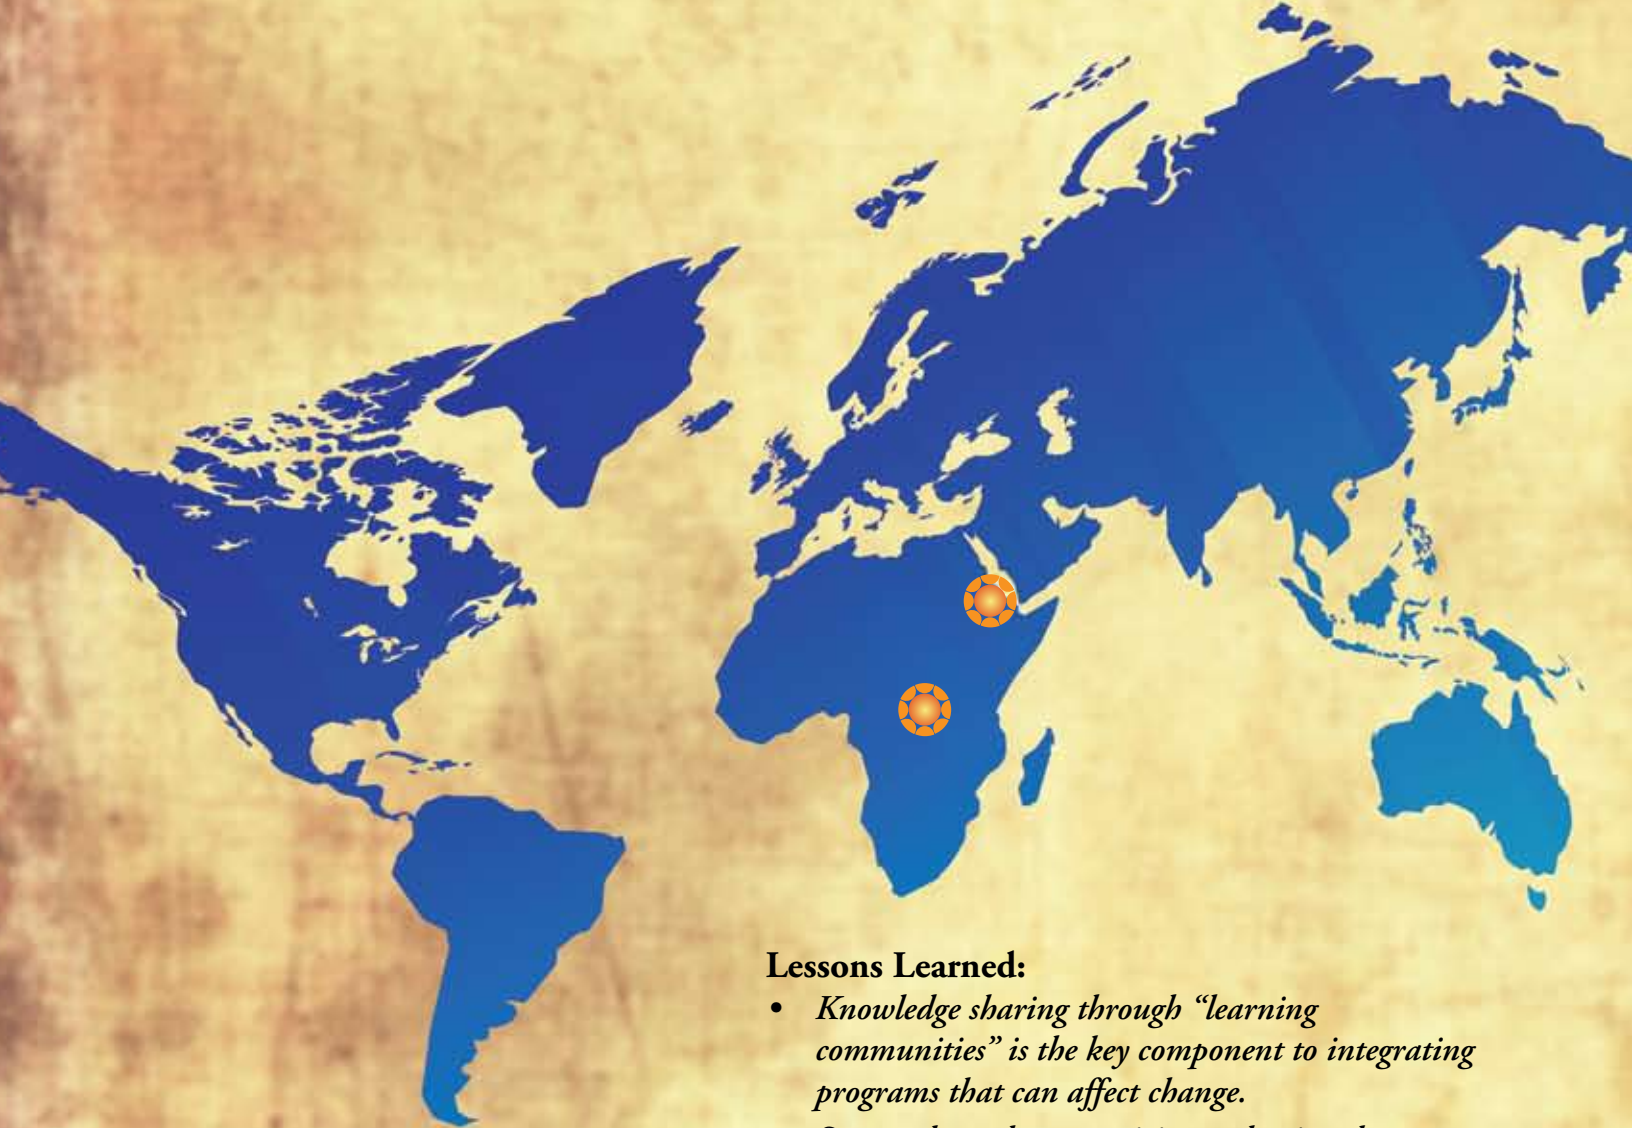 Lessons Learned:
• Knowledge sharing through “learning
communities” is the key component to integrating
programs that can affect change.